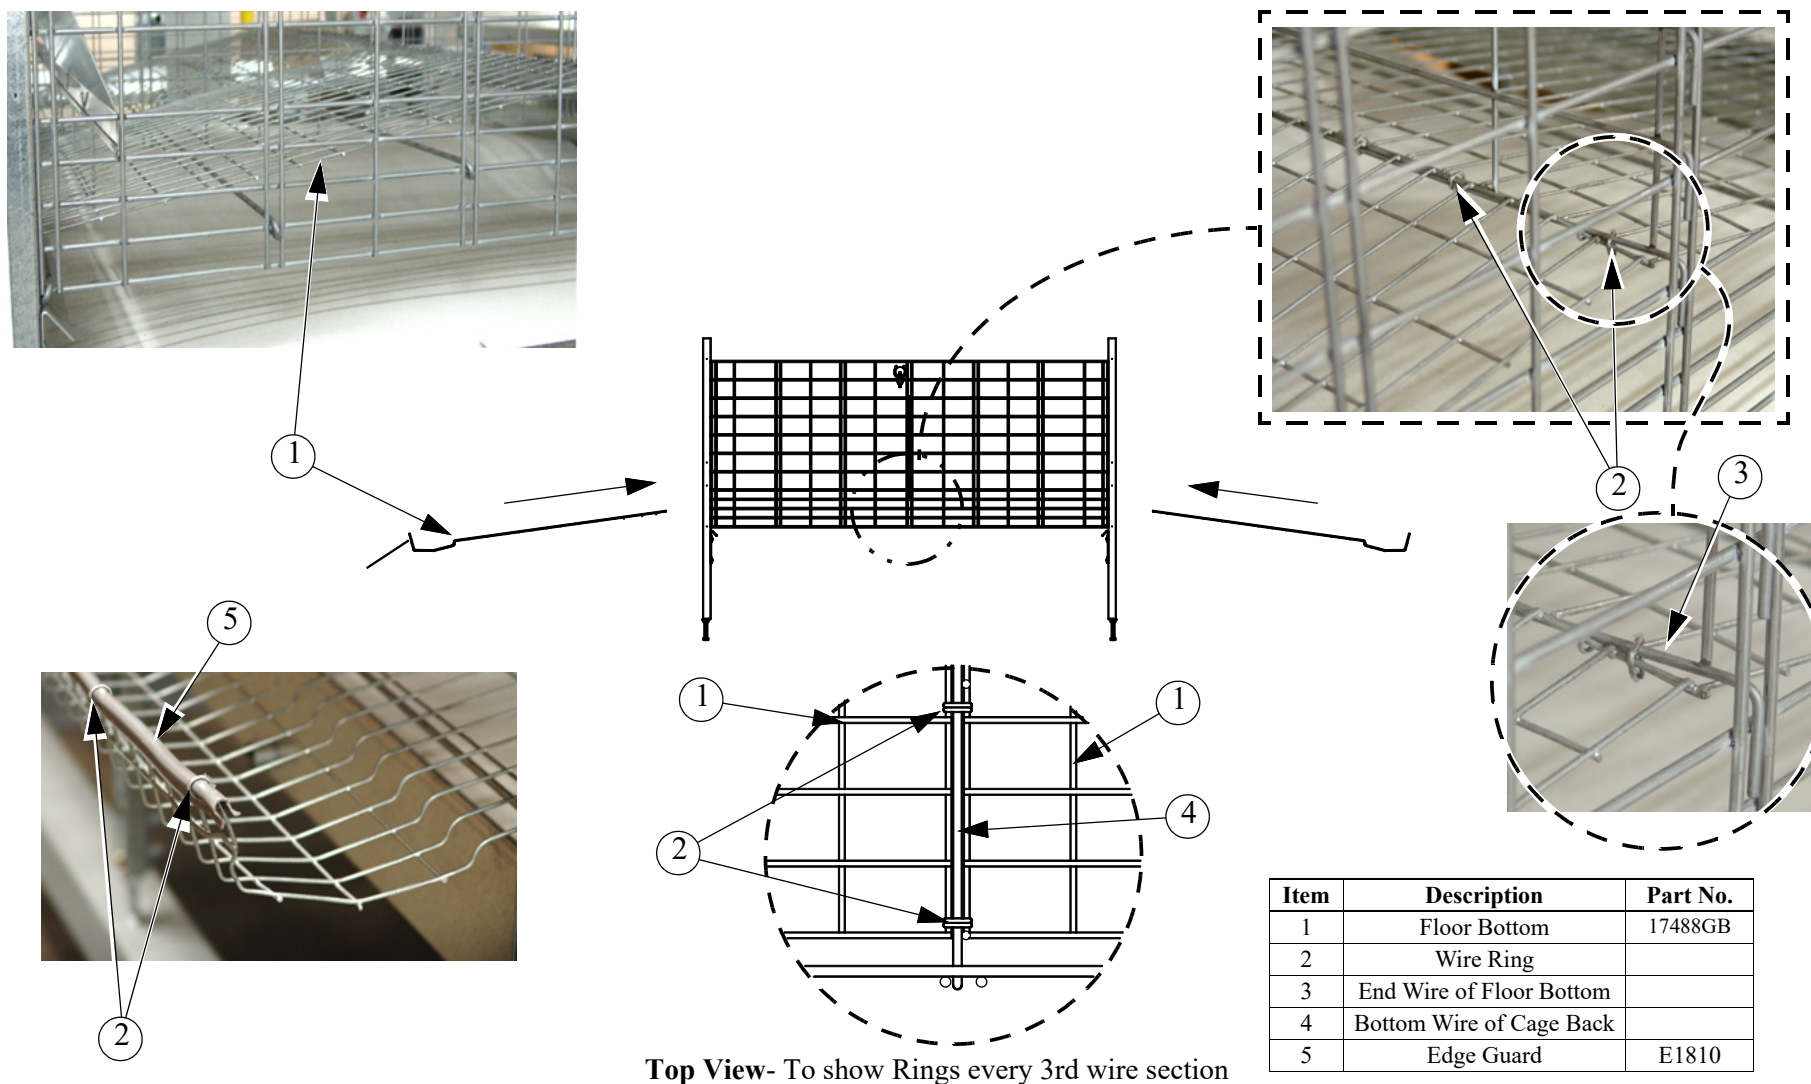 1
2
3
5
1
1
2
4
2
Top View- To show Rings every 3rd wire section
Item Description Part No.
1 Floor Bottom 17488GB
2 Wire Ring
3 End Wire of Floor Bottom
4 Bottom Wire of Cage Back
5 Edge Guard E1810